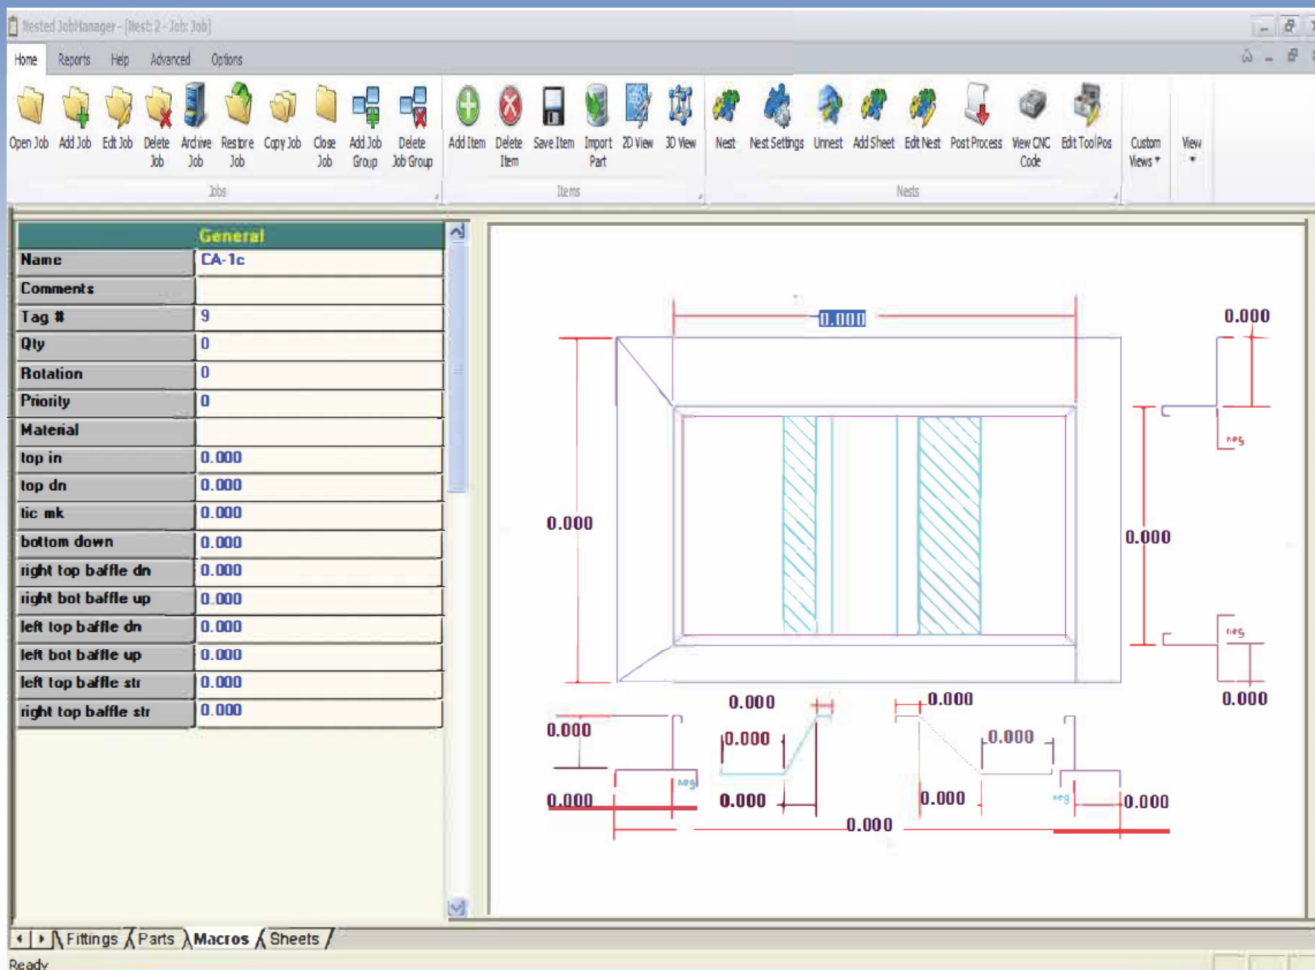 Nested JobManager - [Nest: 2 - Job: Job]
Home Reports Help Advanced Options
Open Job Add Job Edit Job Delete Job Archive Job Restore Job Copy Job Close Job Add Job Group Delete Job Group Add Item Delete Item Save Item Import Part 2D View 3D View Nest Nest Settings Unnest Add Sheet Edit Nest Post Process View CNC Code Edit Tool Pos Custom Views View
Jobs Items Nests
General
Name CA-1c
Comments
Tag # 9
Qty 0
Rotation 0
Priority 0
Material
top in 0.000
top dn 0.000
tic mk 0.000
bottom down 0.000
right top baffle dn 0.000
right bot baffle up 0.000
left top baffle dn 0.000
left bot baffle up 0.000
left top baffle str 0.000
right top baffle str 0.000
0.000 0.000
neg
0.000 0.000
neg
0.000 0.000 0.000
0.000 0.000 0.000
neg neg
0.000 0.000 0.000 0.000
0.000
Fittings Parts Macros Sheets
Ready